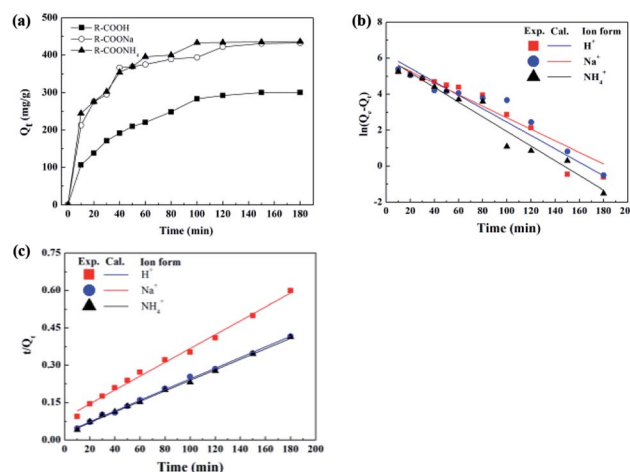 (a)
500
400
300
200
100
0
Qt (mg/g)
R-COOH
R-COONa
R-COONH4
0 20 40 60 80 100 120 140 160 180 200
Time (min)
(b)
6
4
2
0
-2
ln(Qe-Qt)
Exp. Cal. Ion form
H+
Na+
NH4+
0 20 40 60 80 100 120 140 160 180 200
Time (min)
(c)
0.75
0.60
0.45
0.30
0.15
0.00
t/Qt
Exp. Cal. Ion form
H+
Na+
NH4+
0 20 40 60 80 100 120 140 160 180 200
Time (min)